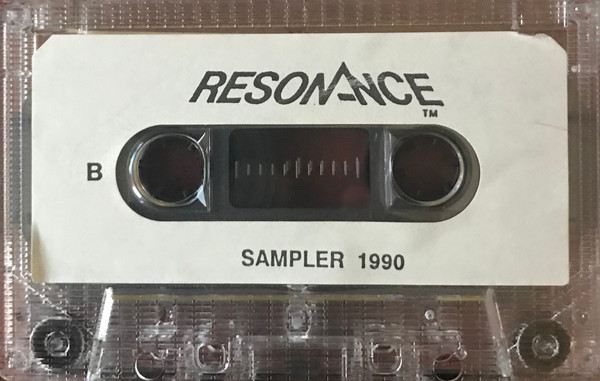 RESONANCE
TM
B
SAMPLER 1990